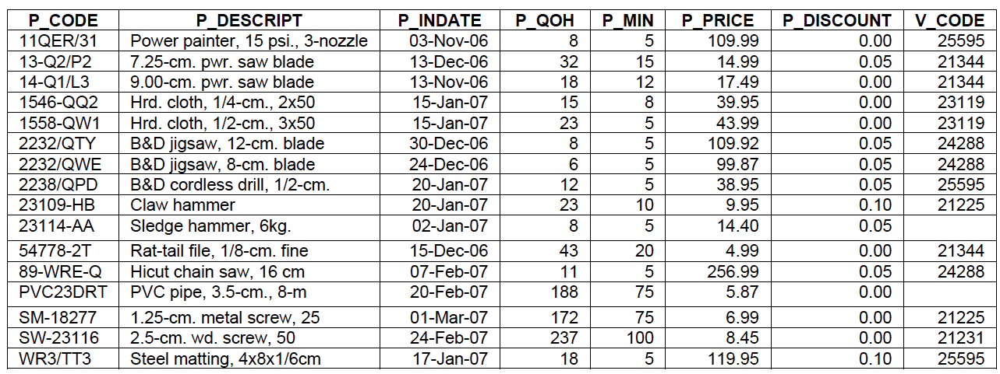 P_CODE P_DESCRIPT P_INDATE P_QOH P_MIN P_PRICE P_DISCOUNT V_CODE
11QER/31 Power painter, 15 psi., 3-nozzle 03-Nov-06 8 5 109.99 0.00 25595
13-Q2/P2 7.25-cm. pwr. saw blade 13-Dec-06 32 15 14.99 0.05 21344
14-Q1/L3 9.00-cm. pwr. saw blade 13-Nov-06 18 12 17.49 0.00 21344
1546-QQ2 Hrd. cloth, 1/4-cm., 2x50 15-Jan-07 15 8 39.95 0.00 23119
1558-QW1 Hrd. cloth, 1/2-cm., 3x50 15-Jan-07 23 5 43.99 0.00 23119
2232/QTY B&D jigsaw, 12-cm. blade 30-Dec-06 8 5 109.92 0.05 24288
2232/QWE B&D jigsaw, 8-cm. blade 24-Dec-06 6 5 99.87 0.05 24288
2238/QPD B&D cordless drill, 1/2-cm. 20-Jan-07 12 5 38.95 0.05 25595
23109-HB Claw hammer 20-Jan-07 23 10 9.95 0.10 21225
23114-AA Sledge hammer, 6kg. 02-Jan-07 8 5 14.40 0.05
54778-2T Rat-tail file, 1/8-cm. fine 15-Dec-06 43 20 4.99 0.00 21344
89-WRE-Q Hicut chain saw, 16 cm 07-Feb-07 11 5 256.99 0.05 24288
PVC23DRT PVC pipe, 3.5-cm., 8-m 20-Feb-07 188 75 5.87 0.00
SM-18277 1.25-cm. metal screw, 25 01-Mar-07 172 75 6.99 0.00 21225
SW-23116 2.5-cm. wd. screw, 50 24-Feb-07 237 100 8.45 0.00 21231
WR3/TT3 Steel matting, 4x8x1/6cm 17-Jan-07 18 5 119.95 0.10 25595